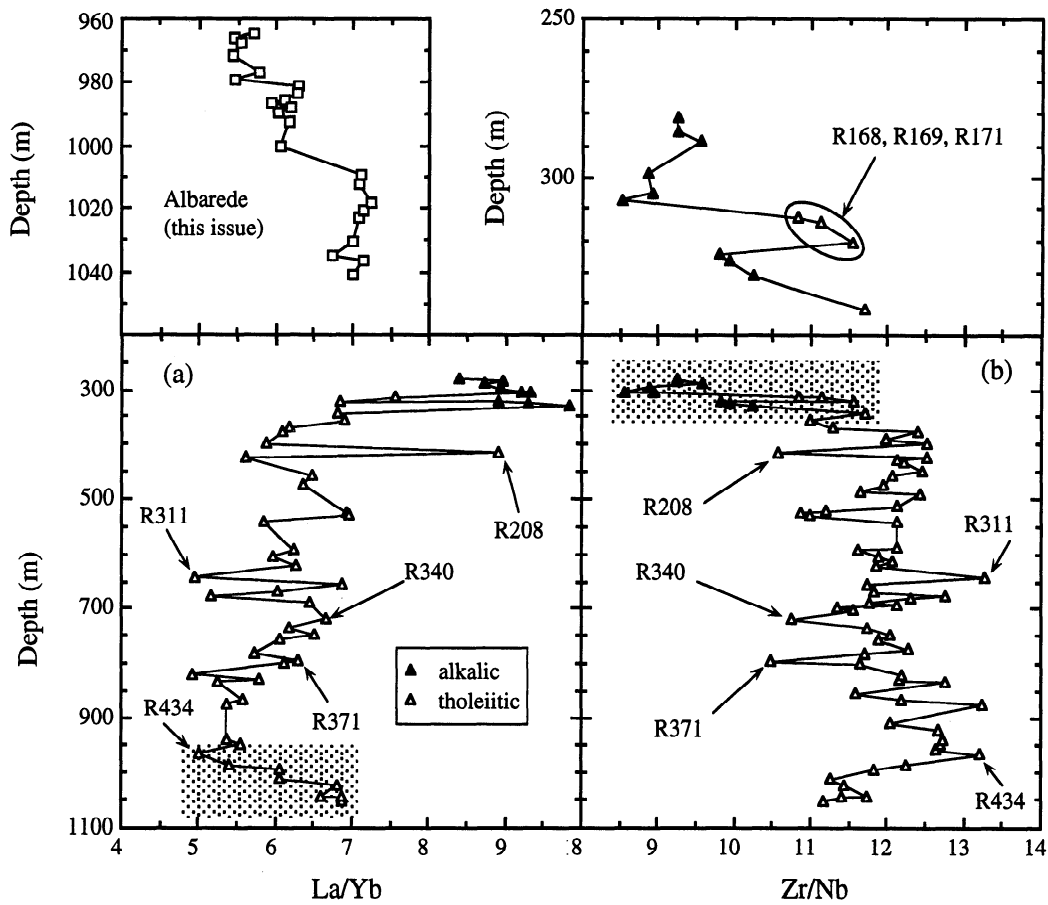 960
980
1000
1020
1040
Depth (m)
Albarede
(this issue)
250
300
Depth (m)
R168, R169, R171
(a)
300
500
700
900
1100
Depth (m)
R208
R311
R340
R371
R434
alkalic
tholeiitic
4
5
6
7
8
9
La/Yb
(b)
R208
R311
R340
R371
R434
8
9
10
11
12
13
14
Zr/Nb